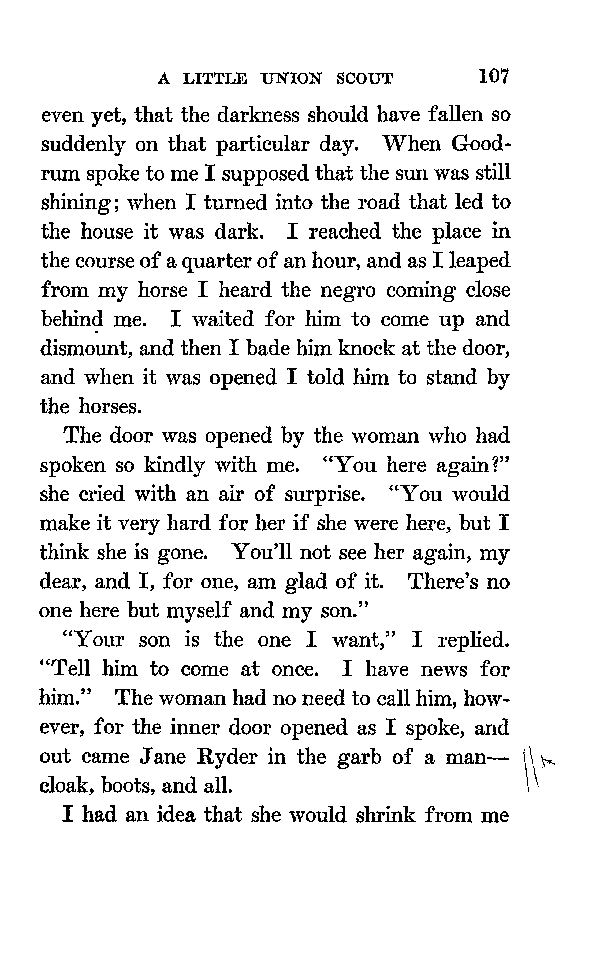 A LITTLE UNION SCOUT 107
even yet, that the darkness should have fallen so
suddenly on that particular day. When Good-
rum spoke to me I supposed that the sun was still
shining; when I turned into the road that led to
the house it was dark. I reached the place in
the course of a quarter of an hour, and as I leaped
from my horse I heard the negro coming close
behind me. I waited for him to come up and
dismount, and then I bade him knock at the door,
and when it was opened I told him to stand by
the horses.
The door was opened by the woman who had
spoken so kindly with me. “You here again?”
she cried with an air of surprise. “You would
make it very hard for her if she were here, but I
think she is gone. You’ll not see her again, my
dear, and I, for one, am glad of it. There’s no
one here but myself and my son.”
“Your son is the one I want,” I replied.
“Tell him to come at once. I have news for
him.” The woman had no need to call him, how-
ever, for the inner door opened as I spoke, and
out came Jane Ryder in the garb of a man—
cloak, boots, and all.
I had an idea that she would shrink from me